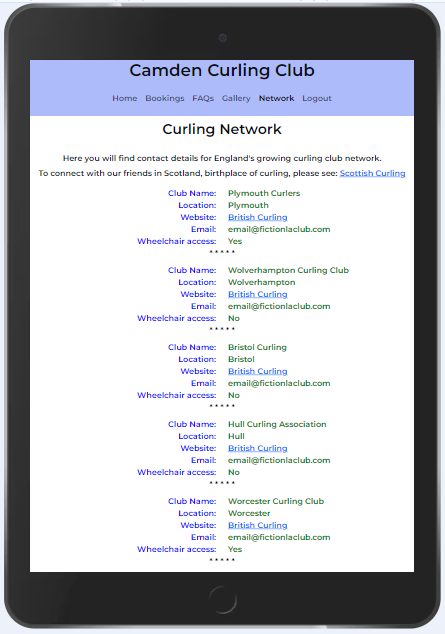 Camden Curling Club
Home Bookings FAQs Gallery Network Logout
Curling Network
Here you will find contact details for England's growing curling club network.
To connect with our friends in Scotland, birthplace of curling, please see: Scottish Curling
Club Name: Plymouth Curlers
Location: Plymouth
Website: British Curling
Email: email@fictionlaclub.com
Wheelchair access: Yes
* * * * *
Club Name: Wolverhampton Curling Club
Location: Wolverhampton
Website: British Curling
Email: email@fictionlaclub.com
Wheelchair access: No
* * * * *
Club Name: Bristol Curling
Location: Bristol
Website: British Curling
Email: email@fictionlaclub.com
Wheelchair access: No
* * * * *
Club Name: Hull Curling Association
Location: Hull
Website: British Curling
Email: email@fictionlaclub.com
Wheelchair access: No
* * * * *
Club Name: Worcester Curling Club
Location: Worcester
Website: British Curling
Email: email@fictionlaclub.com
Wheelchair access: Yes
* * * * *